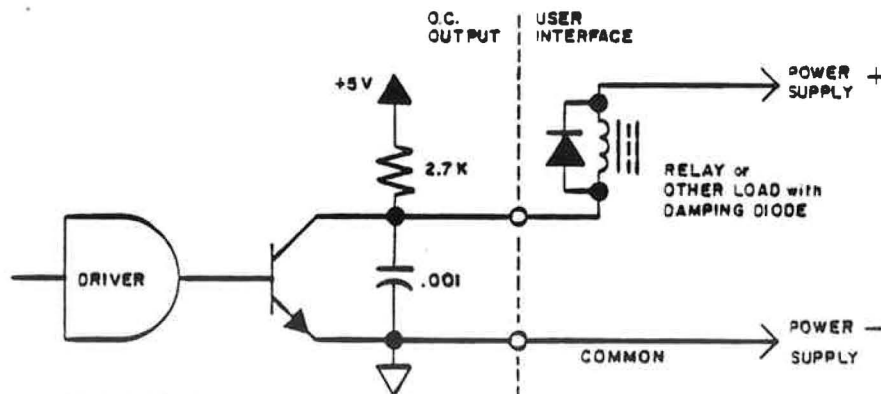 O.C.
OUTPUT
USER
INTERFACE
+5V
POWER +
SUPPLY
2.7K
RELAY or
OTHER LOAD with
DAMPING DIODE
DRIVER
.001
COMMON
POWER —
SUPPLY